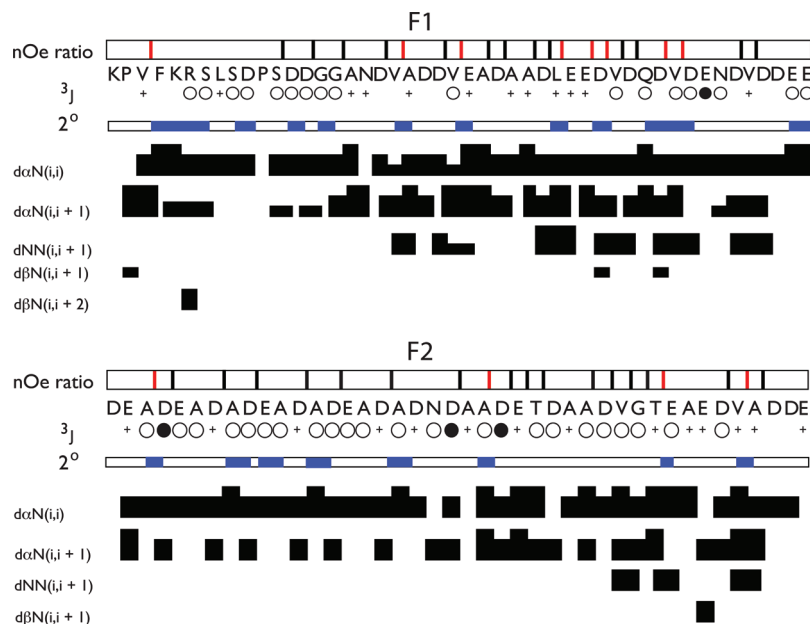 F1
nOe ratio
KPVFKRSLSDPSDDGGANDVADDVEADAADLEEDVDQDVDENDVDDEE
³J + + + + + + + + + +
2°
dαN(i,i)
dαN(i,i + 1)
dNN(i,i + 1)
dβN(i,i + 1)
dβN(i,i + 2)
F2
nOe ratio
DEADEADADEADADEADADNDAADETDAADVGTEAEDVADDE
³J + + + + + + + + + + + +
2°
dαN(i,i)
dαN(i,i + 1)
dNN(i,i + 1)
dβN(i,i + 1)